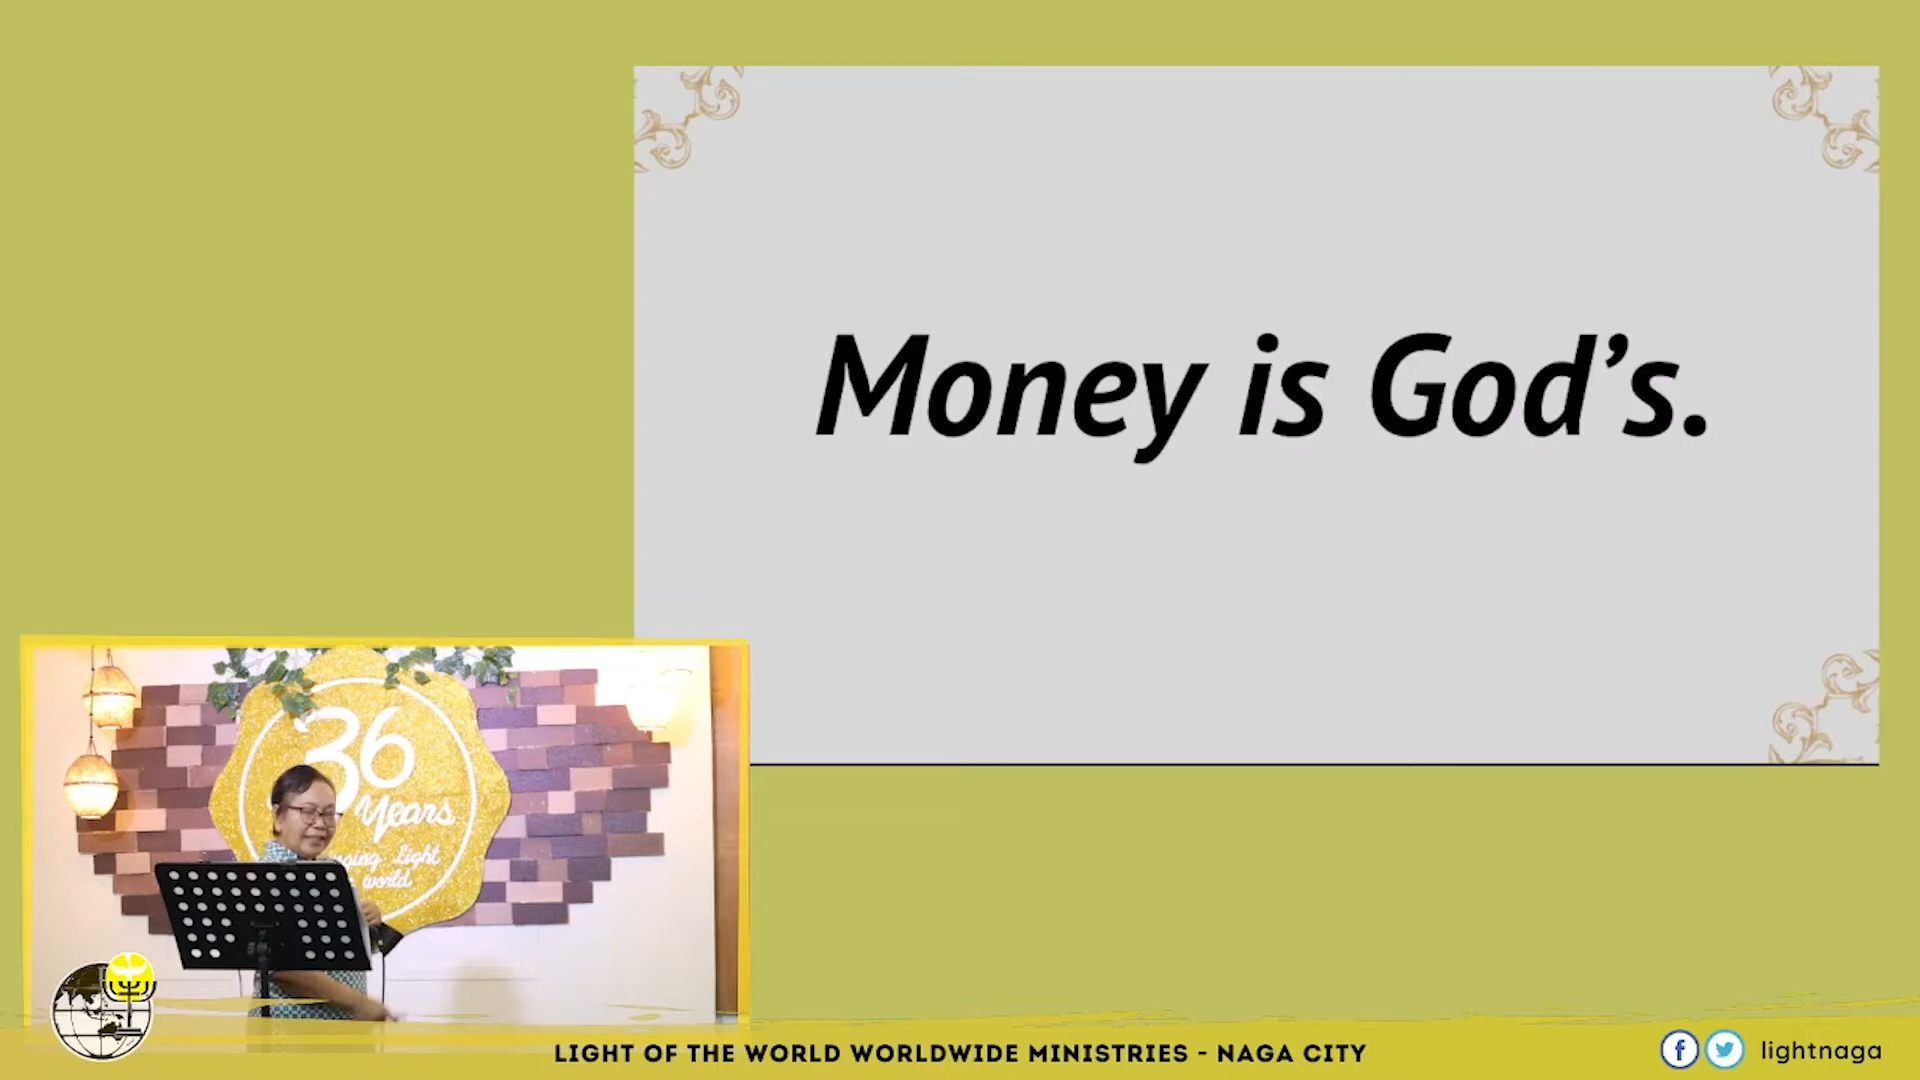 Money is God’s.
36
Years
Light
world
LIGHT OF THE WORLD WORLDWIDE MINISTRIES - NAGA CITY
lightnaga